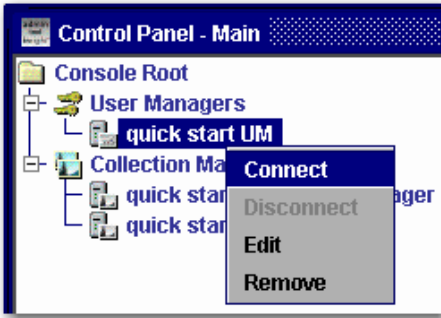 Control Panel - Main
Console Root
User Managers
quick start UM
Collection Ma
Connect
quick star
ager
Disconnect
quick star
Edit
Remove